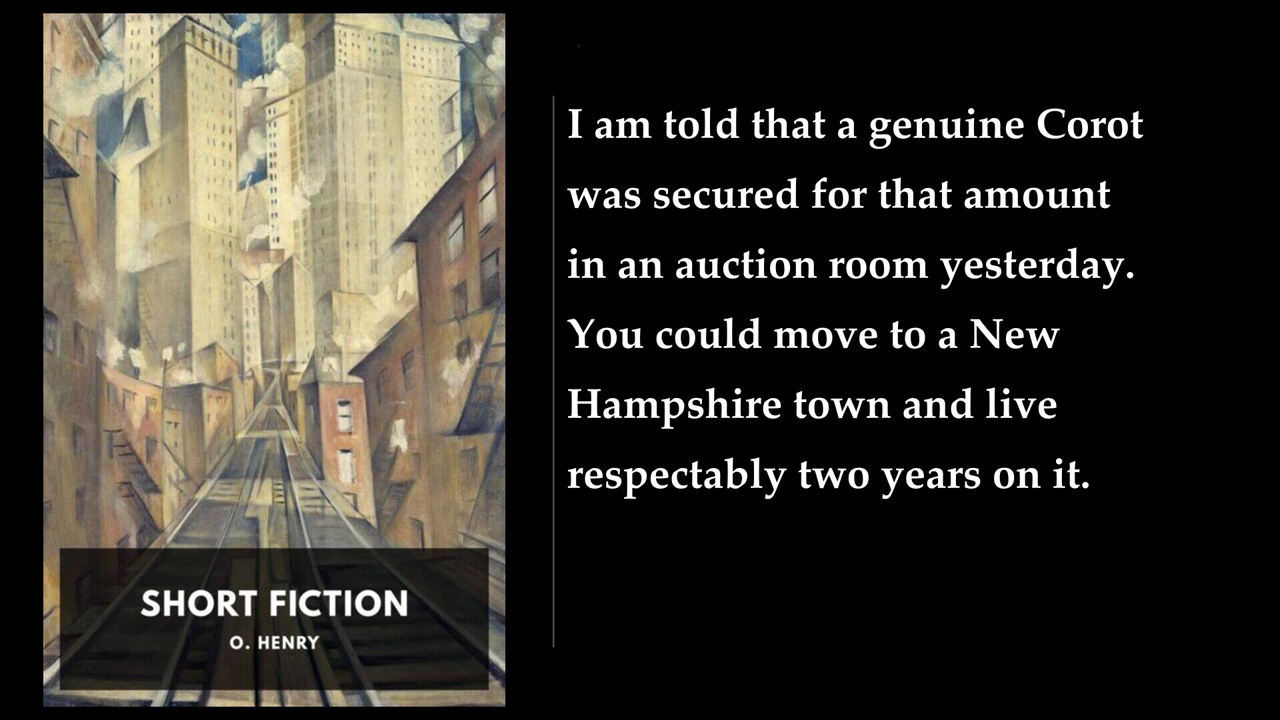 I am told that a genuine Corot
was secured for that amount
in an auction room yesterday.
You could move to a New
Hampshire town and live
respectably two years on it.
SHORT FICTION
O. HENRY